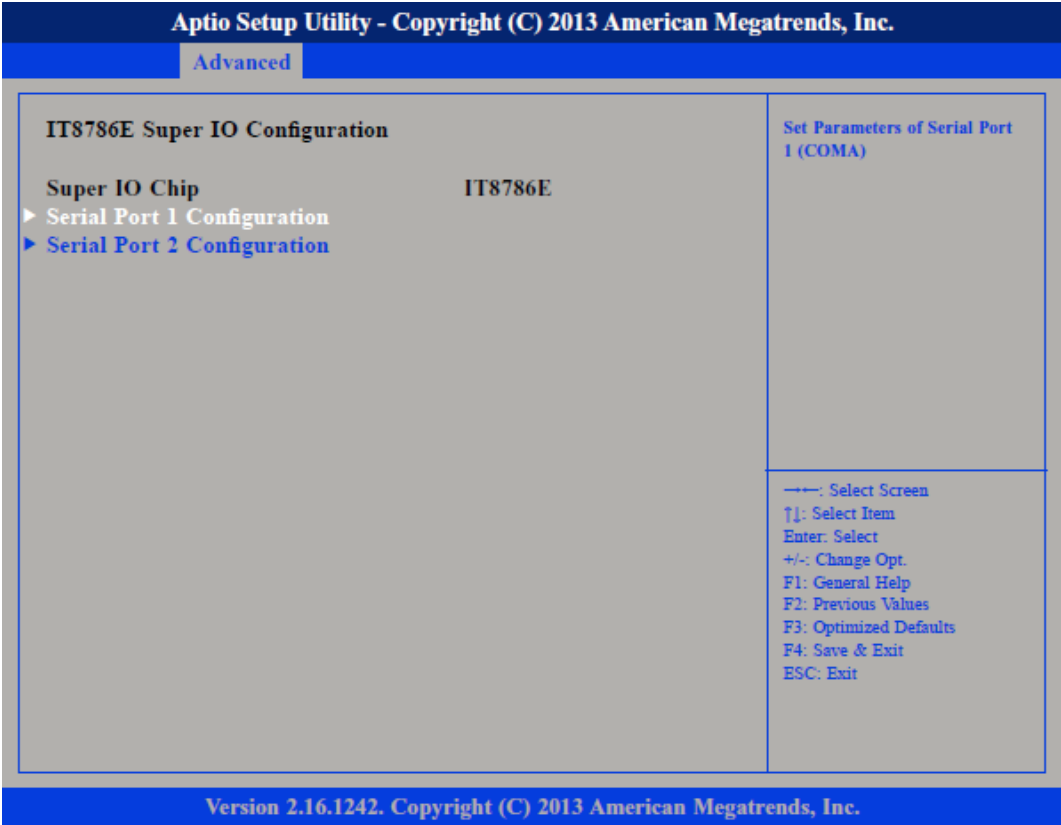 Aptio Setup Utility - Copyright (C) 2013 American Megatrends, Inc.
Advanced
IT8786E Super IO Configuration
Super IO Chip IT8786E
Serial Port 1 Configuration
Serial Port 2 Configuration
Set Parameters of Serial Port
1 (COMA)
→←: Select Screen
↑↓: Select Item
Enter: Select
+/-: Change Opt.
F1: General Help
F2: Previous Values
F3: Optimized Defaults
F4: Save & Exit
ESC: Exit
Version 2.16.1242. Copyright (C) 2013 American Megatrends, Inc.